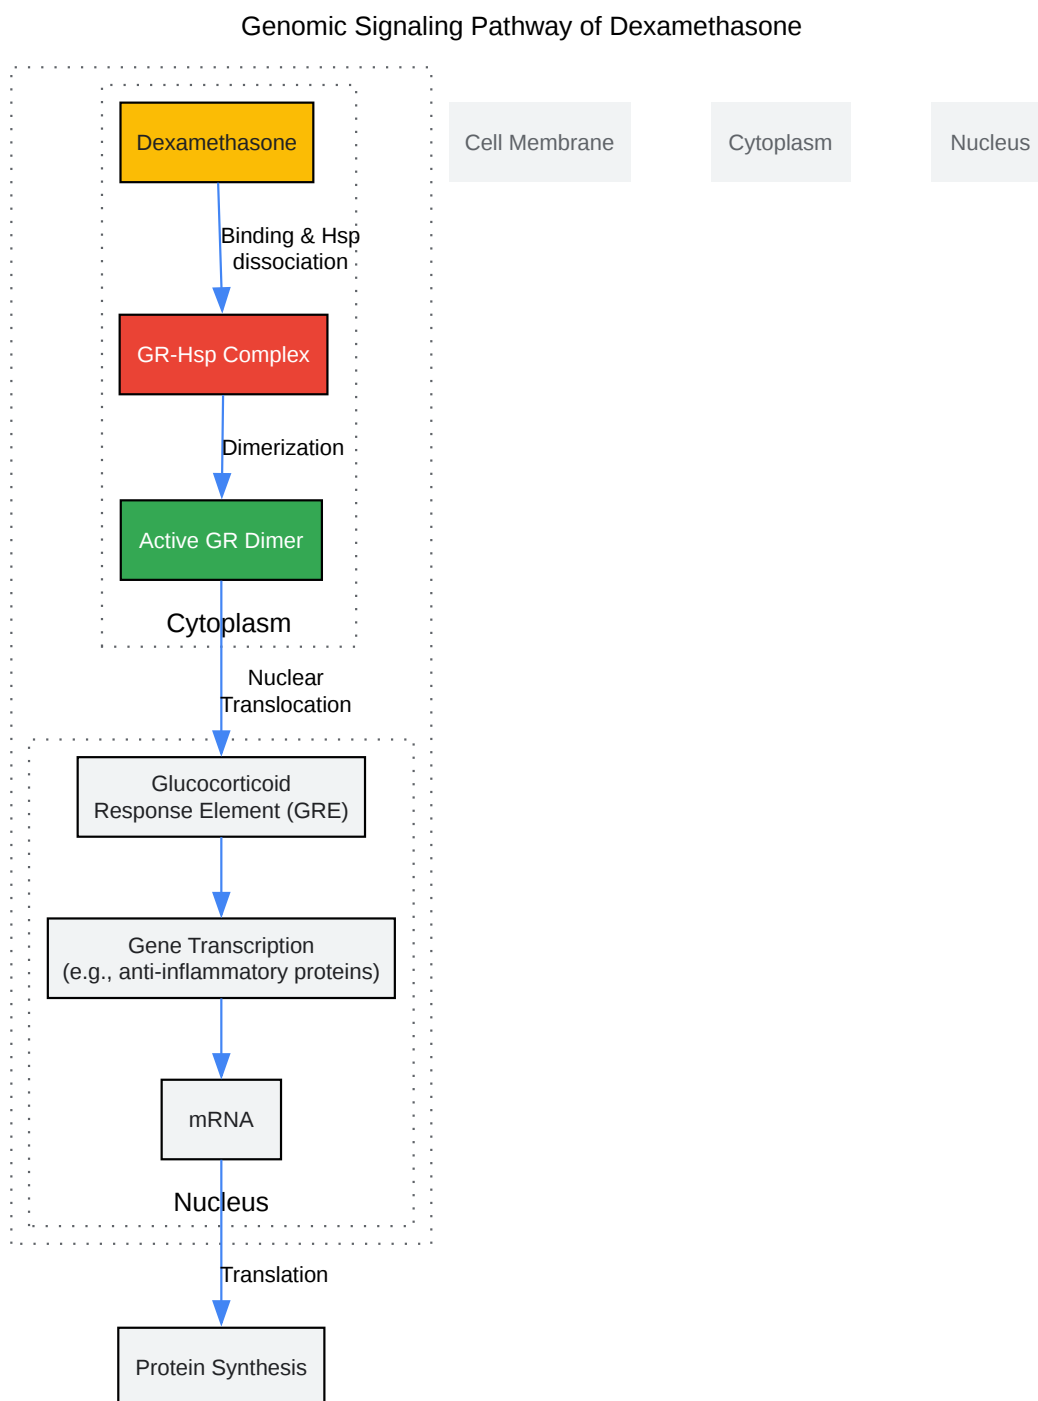 Genomic Signaling Pathway of Dexamethasone
Dexamethasone
Cell Membrane
Cytoplasm
Nucleus
Binding & Hsp
dissociation
GR-Hsp Complex
Dimerization
Active GR Dimer
Cytoplasm
Nuclear
Translocation
Glucocorticoid
Response Element (GRE)
Gene Transcription
(e.g., anti-inflammatory proteins)
mRNA
Nucleus
Translation
Protein Synthesis